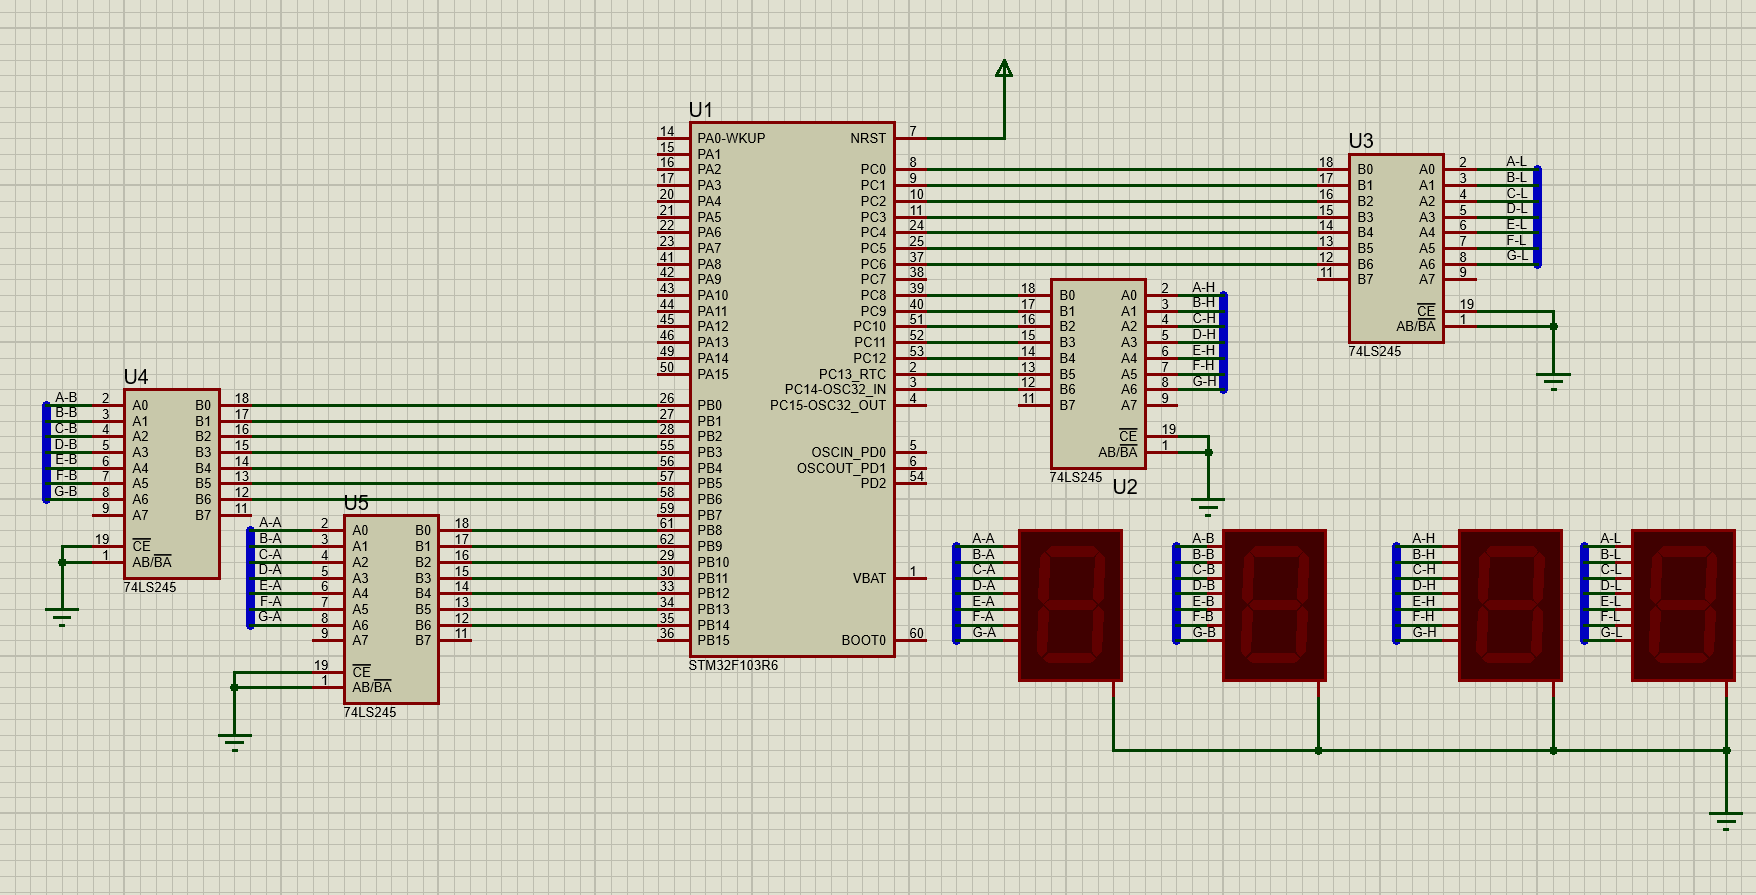 U1
14 PA0-WKUP NRST 7
15 PA1
16 PA2 PC0 8
17 PA3 PC1 9
20 PA4 PC2 10
21 PA5 PC3 11
22 PA6 PC4 24
23 PA7 PC5 25
41 PA8 PC6 37
42 PA9 PC7 38
43 PA10 PC8 39
44 PA11 PC9 40
45 PA12 PC10 51
46 PA13 PC11 52
49 PA14 PC12 53
50 PA15 PC13_RTC 2
PC14-OSC32_IN 3
26 PB0 PC15-OSC32_OUT 4
27 PB1
28 PB2
55 PB3 OSCIN_PD0 5
56 PB4 OSCOUT_PD1 6
57 PB5 PD2 54
58 PB6
59 PB7
61 PB8
62 PB9
29 PB10
30 PB11 VBAT 1
33 PB12
34 PB13
35 PB14
36 PB15 BOOT0 60
STM32F103R6
U3
18 B0 A0 2 A-L
17 B1 A1 3 B-L
16 B2 A2 4 C-L
15 B3 A3 5 D-L
14 B4 A4 6 E-L
13 B5 A5 7 F-L
12 B6 A6 8 G-L
11 B7 A7 9
CE 19
AB/BA 1
74LS245
18 B0 A0 2 A-H
17 B1 A1 3 B-H
16 B2 A2 4 C-H
15 B3 A3 5 D-H
14 B4 A4 6 E-H
13 B5 A5 7 F-H
12 B6 A6 8 G-H
11 B7 A7 9
CE 19
AB/BA 1
74LS245
U2
U4
A-B 2 A0 B0 18
B-B 3 A1 B1 17
C-B 4 A2 B2 16
D-B 5 A3 B3 15
E-B 6 A4 B4 14
F-B 7 A5 B5 13
G-B 8 A6 B6 12
9 A7 B7 11
19 CE
1 AB/BA
74LS245
U5
A-A 2 A0 B0 18
B-A 3 A1 B1 17
C-A 4 A2 B2 16
D-A 5 A3 B3 15
E-A 6 A4 B4 14
F-A 7 A5 B5 13
G-A 8 A6 B6 12
9 A7 B7 11
19 CE
1 AB/BA
74LS245
A-A A-B A-H A-L
B-A B-B B-H B-L
C-A C-B C-H C-L
D-A D-B D-H D-L
E-A E-B E-H E-L
F-A F-B F-H F-L
G-A G-B G-H G-L